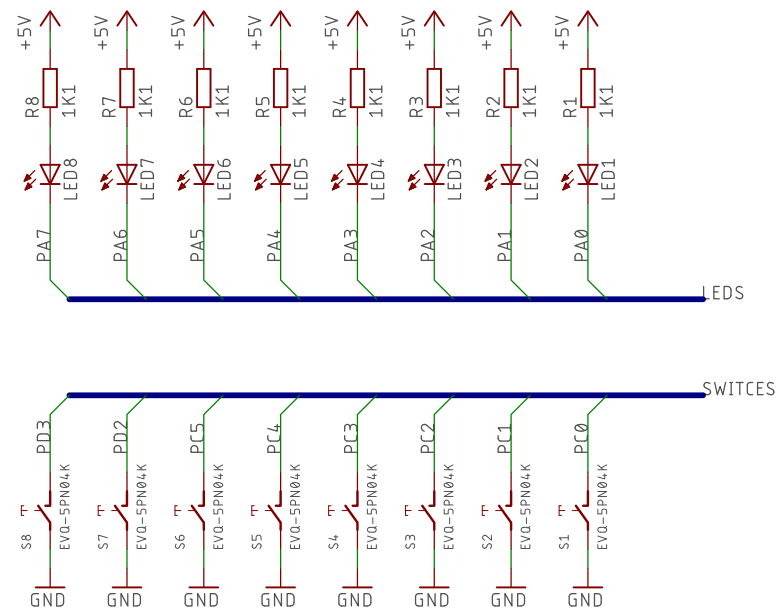 +5V +5V +5V +5V +5V +5V +5V +5V
R8 1K1 R7 1K1 R6 1K1 R5 1K1 R4 1K1 R3 1K1 R2 1K1 R1 1K1
LED8 LED7 LED6 LED5 LED4 LED3 LED2 LED1
PA7 PA6 PA5 PA4 PA3 PA2 PA1 PA0
LEDS
SWITCES
PD3 PD2 PC5 PC4 PC3 PC2 PC1 PC0
S8 EVQ-5PN04K S7 EVQ-5PN04K S6 EVQ-5PN04K S5 EVQ-5PN04K S4 EVQ-5PN04K S3 EVQ-5PN04K S2 EVQ-5PN04K S1 EVQ-5PN04K
GND GND GND GND GND GND GND GND